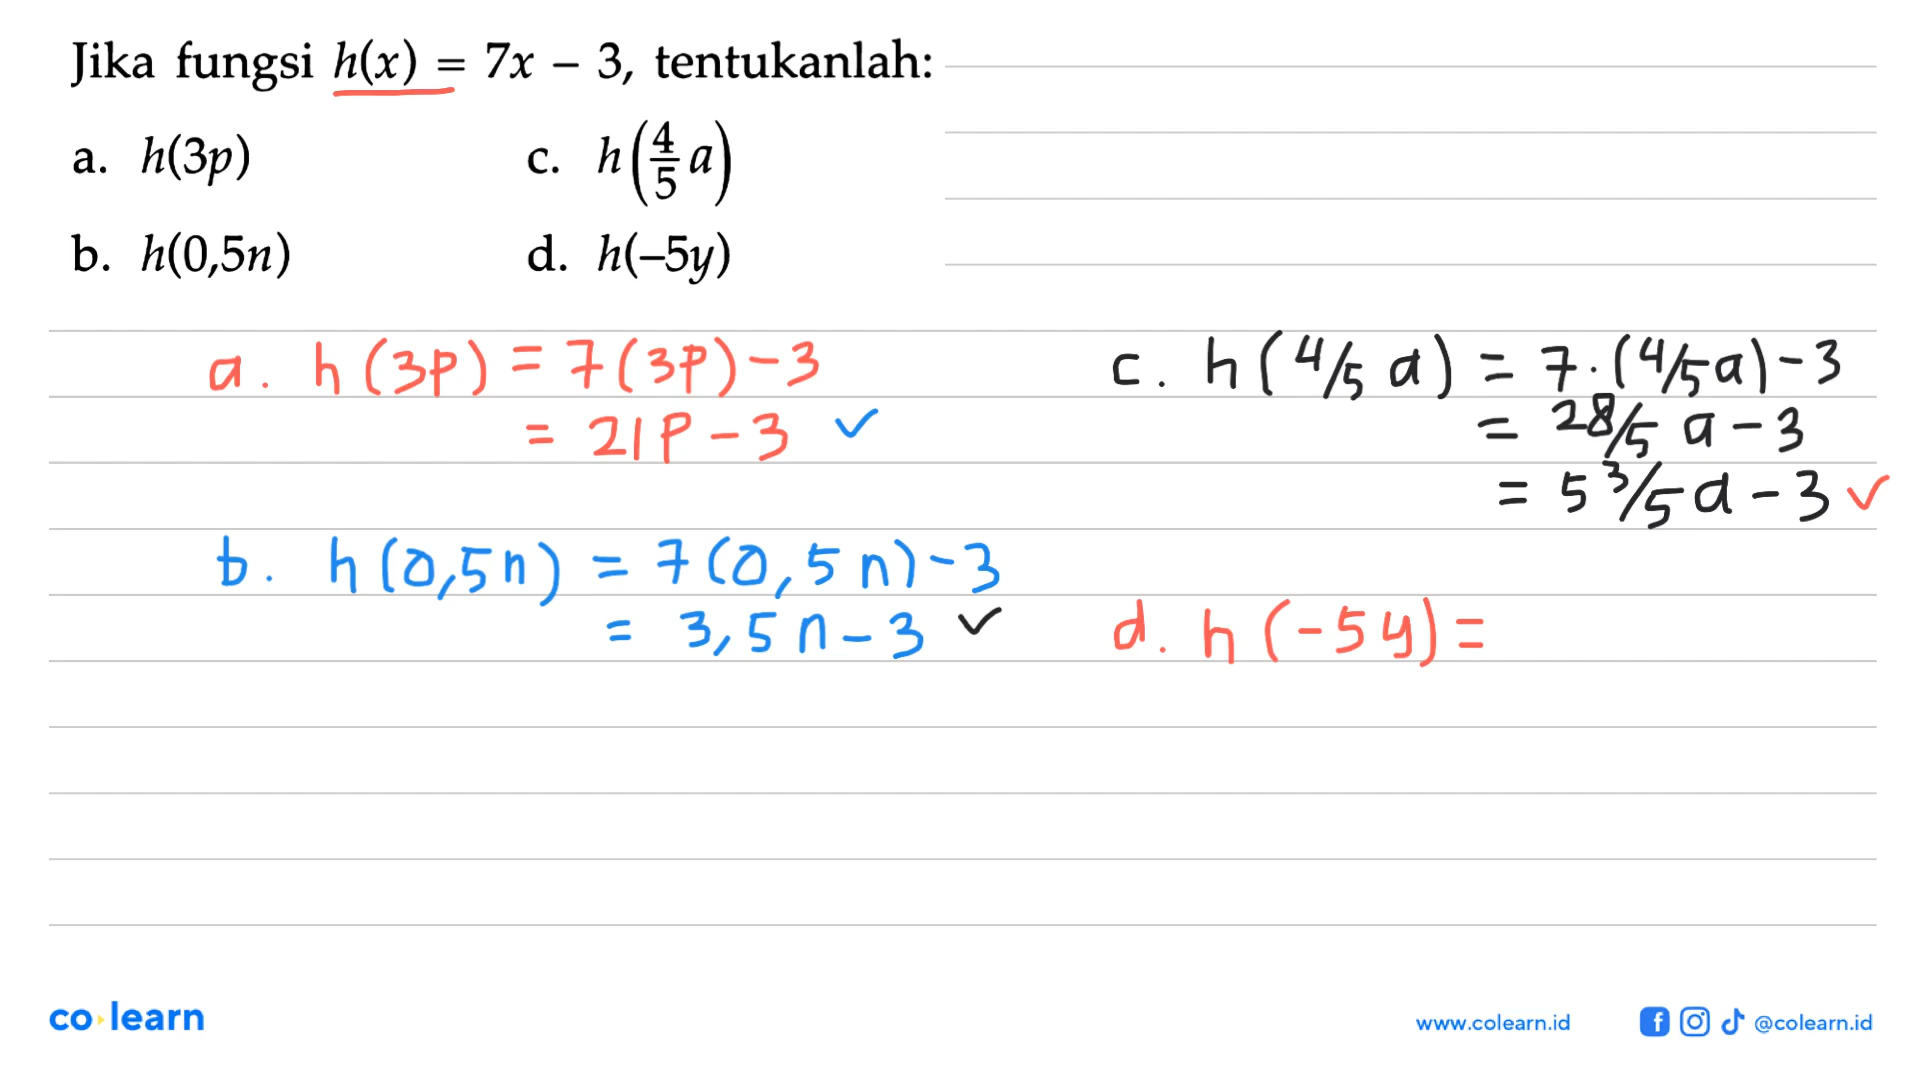 Jika fungsi h(x) = 7x – 3, tentukanlah:
a. h(3p)
c. h(4/5 a)
b. h(0,5n)
d. h(–5y)
a. h(3p) = 7(3p) – 3
= 21p – 3 ✓
b. h(0,5n) = 7(0,5n) – 3
= 3,5n – 3 ✓
c. h(4/5 a) = 7 · (4/5 a) – 3
= 28/5 a – 3
= 5 3/5 a – 3 ✓
d. h(-5y) =
co learn
www.colearn.id
@colearn.id